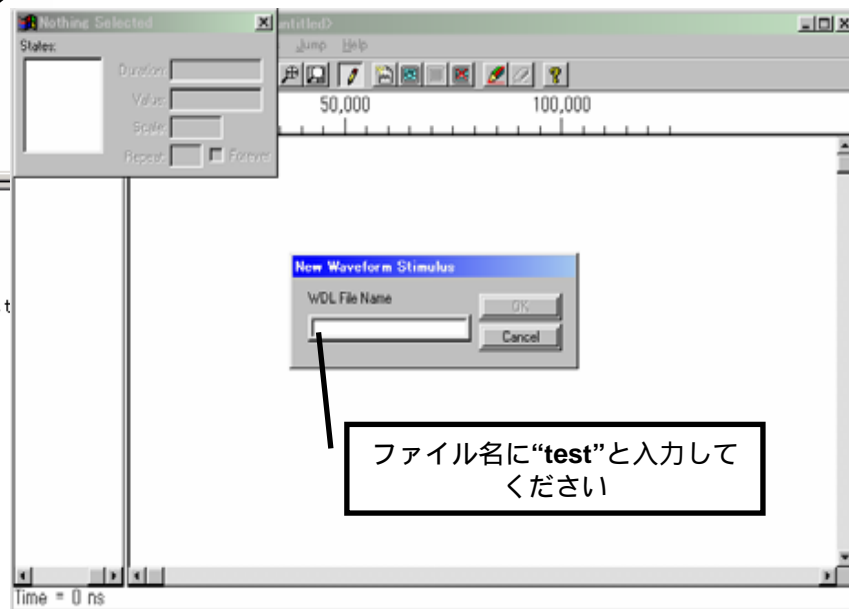 Nothing Selected
ntitled>
States:
Jump Help
Duration:
Value:
Scale:
Repeat: Forever
50,000 100,000
New Waveform Stimulus
WDL File Name
OK
Cancel
ファイル名に“test”と入力して
ください
t
Time = 0 ns